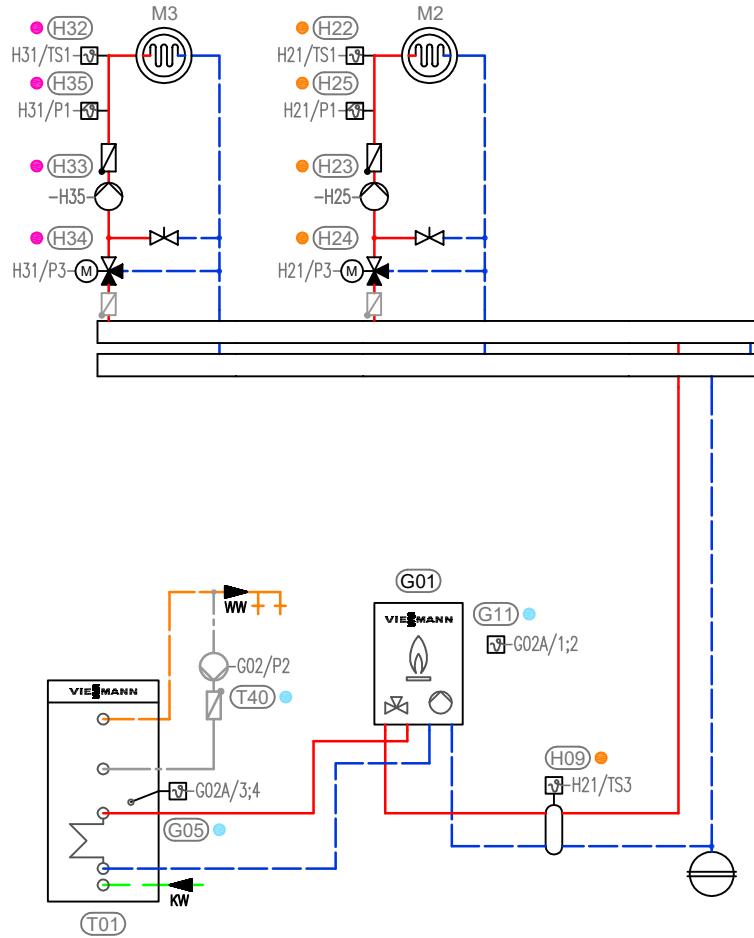 M3
M2
H32
H22
H31/TS1
H21/TS1
H35
H25
H31/P1
H21/P1
H33
H23
-H35
-H25
H34
H24
H31/P3
M
H21/P3
M
G01
WW
VIESMANN
G11
G02A/1;2
G02/P2
VIESMANN
T40
H09
H21/TS3
G02A/3;4
G05
KW
T01